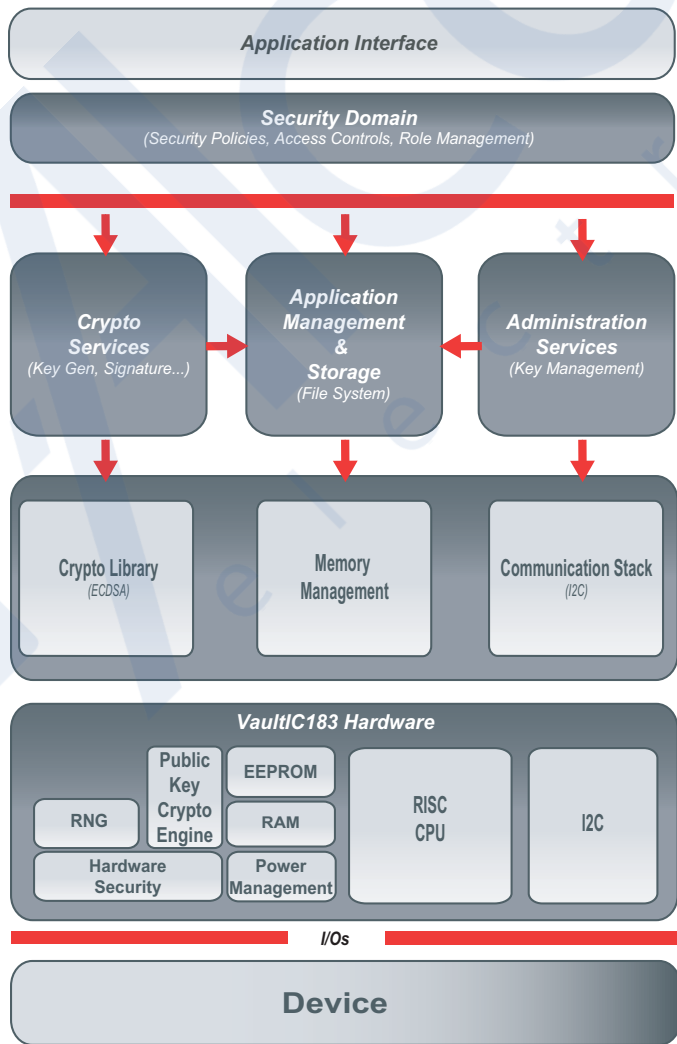 Application Interface
Security Domain
(Security Policies, Access Controls, Role Management)
Crypto
Services
(Key Gen, Signature...)
Application
Management
&
Storage
(File System)
Administration
Services
(Key Management)
Crypto Library
(ECDSA)
Memory
Management
Communication Stack
(I2C)
VaultIC183 Hardware
RNG
Public
Key
Crypto
Engine
EEPROM
RAM
Hardware
Security
Power
Management
RISC
CPU
I2C
I/Os
Device